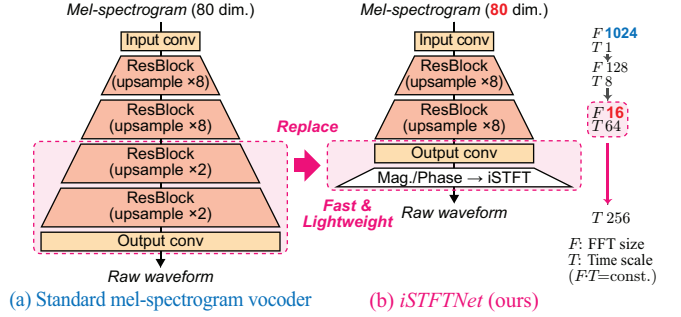 Mel-spectrogram (80 dim.)
Input conv
ResBlock
(upsample ×8)
ResBlock
(upsample ×8)
ResBlock
(upsample ×2)
ResBlock
(upsample ×2)
Output conv
Raw waveform
(a) Standard mel-spectrogram vocoder
Replace
Fast &
Lightweight
Mel-spectrogram (80 dim.)
Input conv
ResBlock
(upsample ×8)
ResBlock
(upsample ×8)
Output conv
Mag./Phase → iSTFT
Raw waveform
(b) iSTFTNet (ours)
F 1024
T 1
F 128
T 8
F 16
T 64
T 256
F: FFT size
T: Time scale
(F·T=const.)